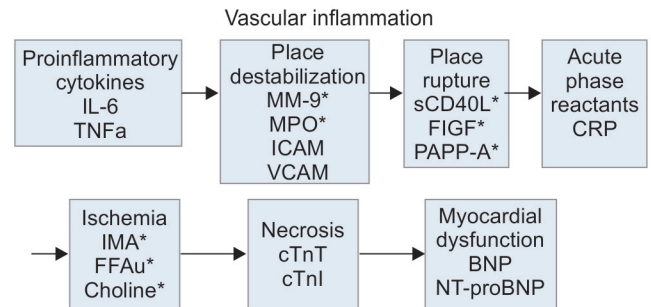 Vascular inflammation
Proinflammatory
cytokines
IL-6
TNFa
Place
destabilization
MM-9*
MPO*
ICAM
VCAM
Place
rupture
sCD40L*
FIGF*
PAPP-A*
Acute
phase
reactants
CRP
Ischemia
IMA*
FFAu*
Choline*
Necrosis
cTnT
cTnI
Myocardial
dysfunction
BNP
NT-proBNP